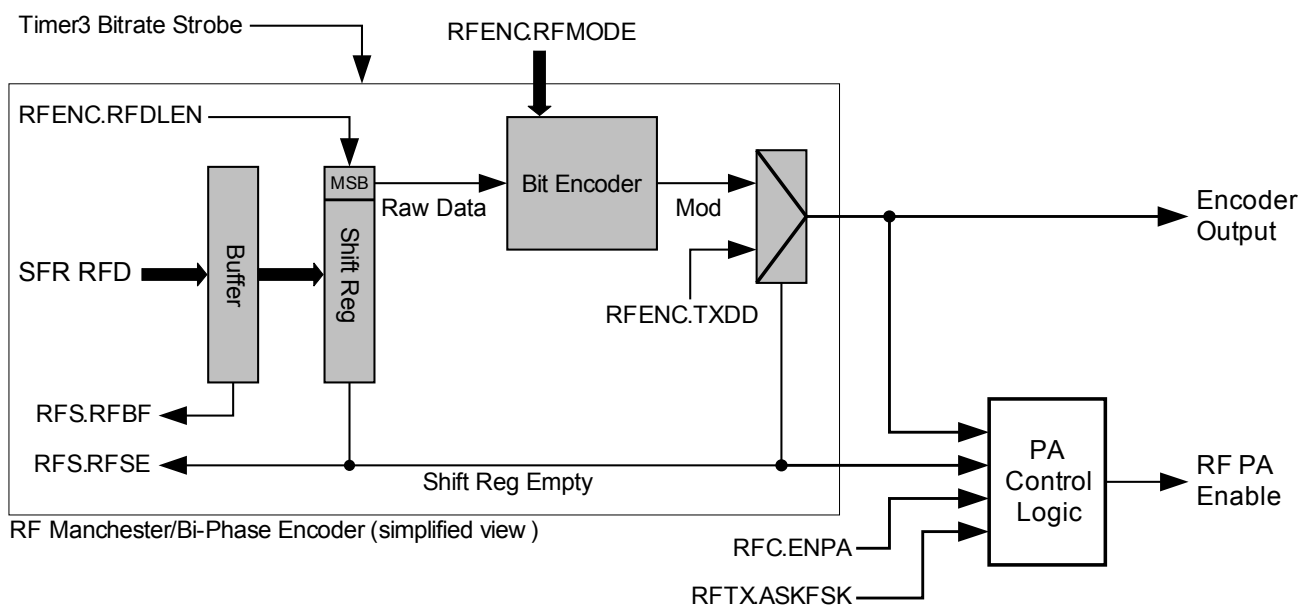 Timer3 Bitrate Strobe
RFENC.RFMODE
RFENC.RFDLEN
MSB
Raw Data
Bit Encoder
Mod
Encoder
Output
SFR RFD
Buffer
Shift Reg
RFENC.TXDD
RFS.RFBF
RFS.RFSE
Shift Reg Empty
PA
Control
Logic
RF PA
Enable
RF Manchester/Bi-Phase Encoder (simplified view )
RFC.ENPA
RFTX.ASKFSK